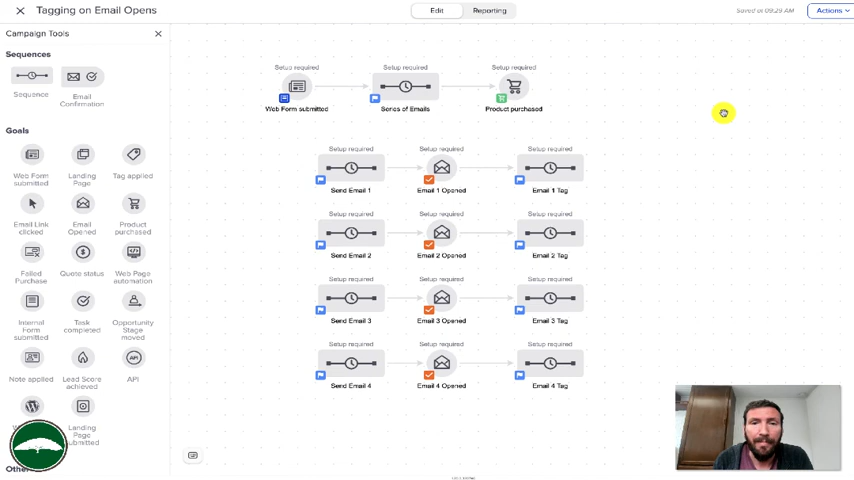 Tagging on Email Opens
Edit
Reporting
Saved at 09:29 AM
Actions
Campaign Tools
Sequences
Sequence
Email
Confirmation
Goals
Web Form
submitted
Landing
Page
Tag applied
Email Link
clicked
Email
Opened
Product
purchased
Failed
Purchase
Quote status
Web Page
automation
Internal
Form
submitted
Task
completed
Opportunity
Stage
moved
Note applied
Lead Score
achieved
API
API
Landing
Page
Other
Setup required
Setup required
Setup required
Web Form submitted
Series of Emails
Product purchased
Setup required
Setup required
Setup required
Send Email 1
Email 1 Opened
Email 1 Tag
Setup required
Setup required
Setup required
Send Email 2
Email 2 Opened
Email 2 Tag
Setup required
Setup required
Setup required
Send Email 3
Email 3 Opened
Email 3 Tag
Setup required
Setup required
Setup required
Send Email 4
Email 4 Opened
Email 4 Tag